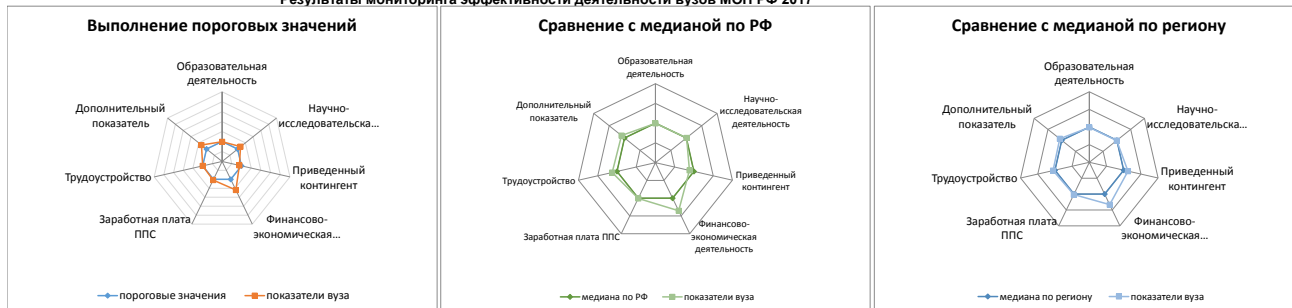 Результаты мониторинга эффективности деятельности вузов МОН РФ 2017
Выполнение пороговых значений
Образовательная
деятельность
Научно-
исследовательска...
Приведенный
контингент
Финансово-
экономическая...
Заработная плата
ППС
Трудоустройство
Дополнительный
показатель
пороговые значения
показатели вуза
Сравнение с медианой по РФ
Образовательная
деятельность
Научно-
исследовательская
деятельность
Приведенный
контингент
Финансово-
экономическая
деятельность
Заработная плата ППС
Трудоустройство
Дополнительный
показатель
медиана по РФ
показатели вуза
Сравнение с медианой по региону
Образовательная
деятельность
Научно-
исследовательска...
Приведенный
контингент
Финансово-
экономическая...
Заработная плата
ППС
Трудоустройство
Дополнительный
показатель
медиана по региону
показатели вуза